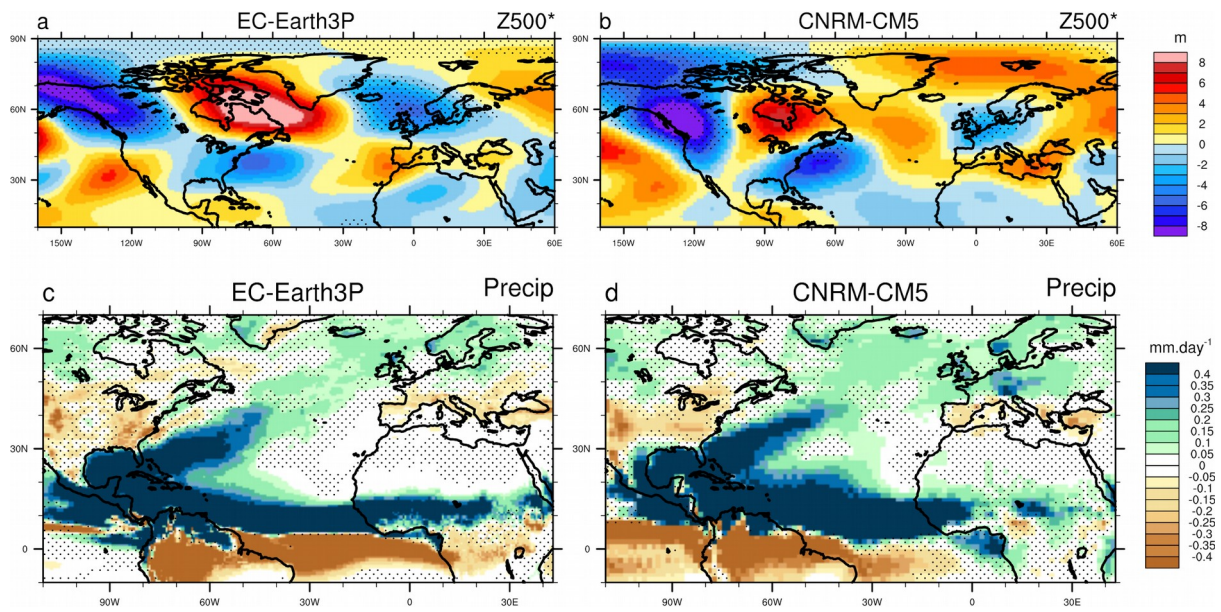 a EC-Earth3P Z500*
b CNRM-CM5 Z500*
m
90N
60N
30N
150W 120W 90W 60W 30W 0 30E 60E
90N
60N
30N
150W 120W 90W 60W 30W 0 30E 60E
8
6
4
2
0
-2
-4
-6
-8
c EC-Earth3P Precip
d CNRM-CM5 Precip
mm.day⁻¹
60N
30N
0
90W 60W 30W 0 30E
60N
30N
0
90W 60W 30W 0 30E
0.4
0.35
0.3
0.25
0.2
0.15
0.1
0.05
0
-0.05
-0.1
-0.15
-0.2
-0.25
-0.3
-0.35
-0.4